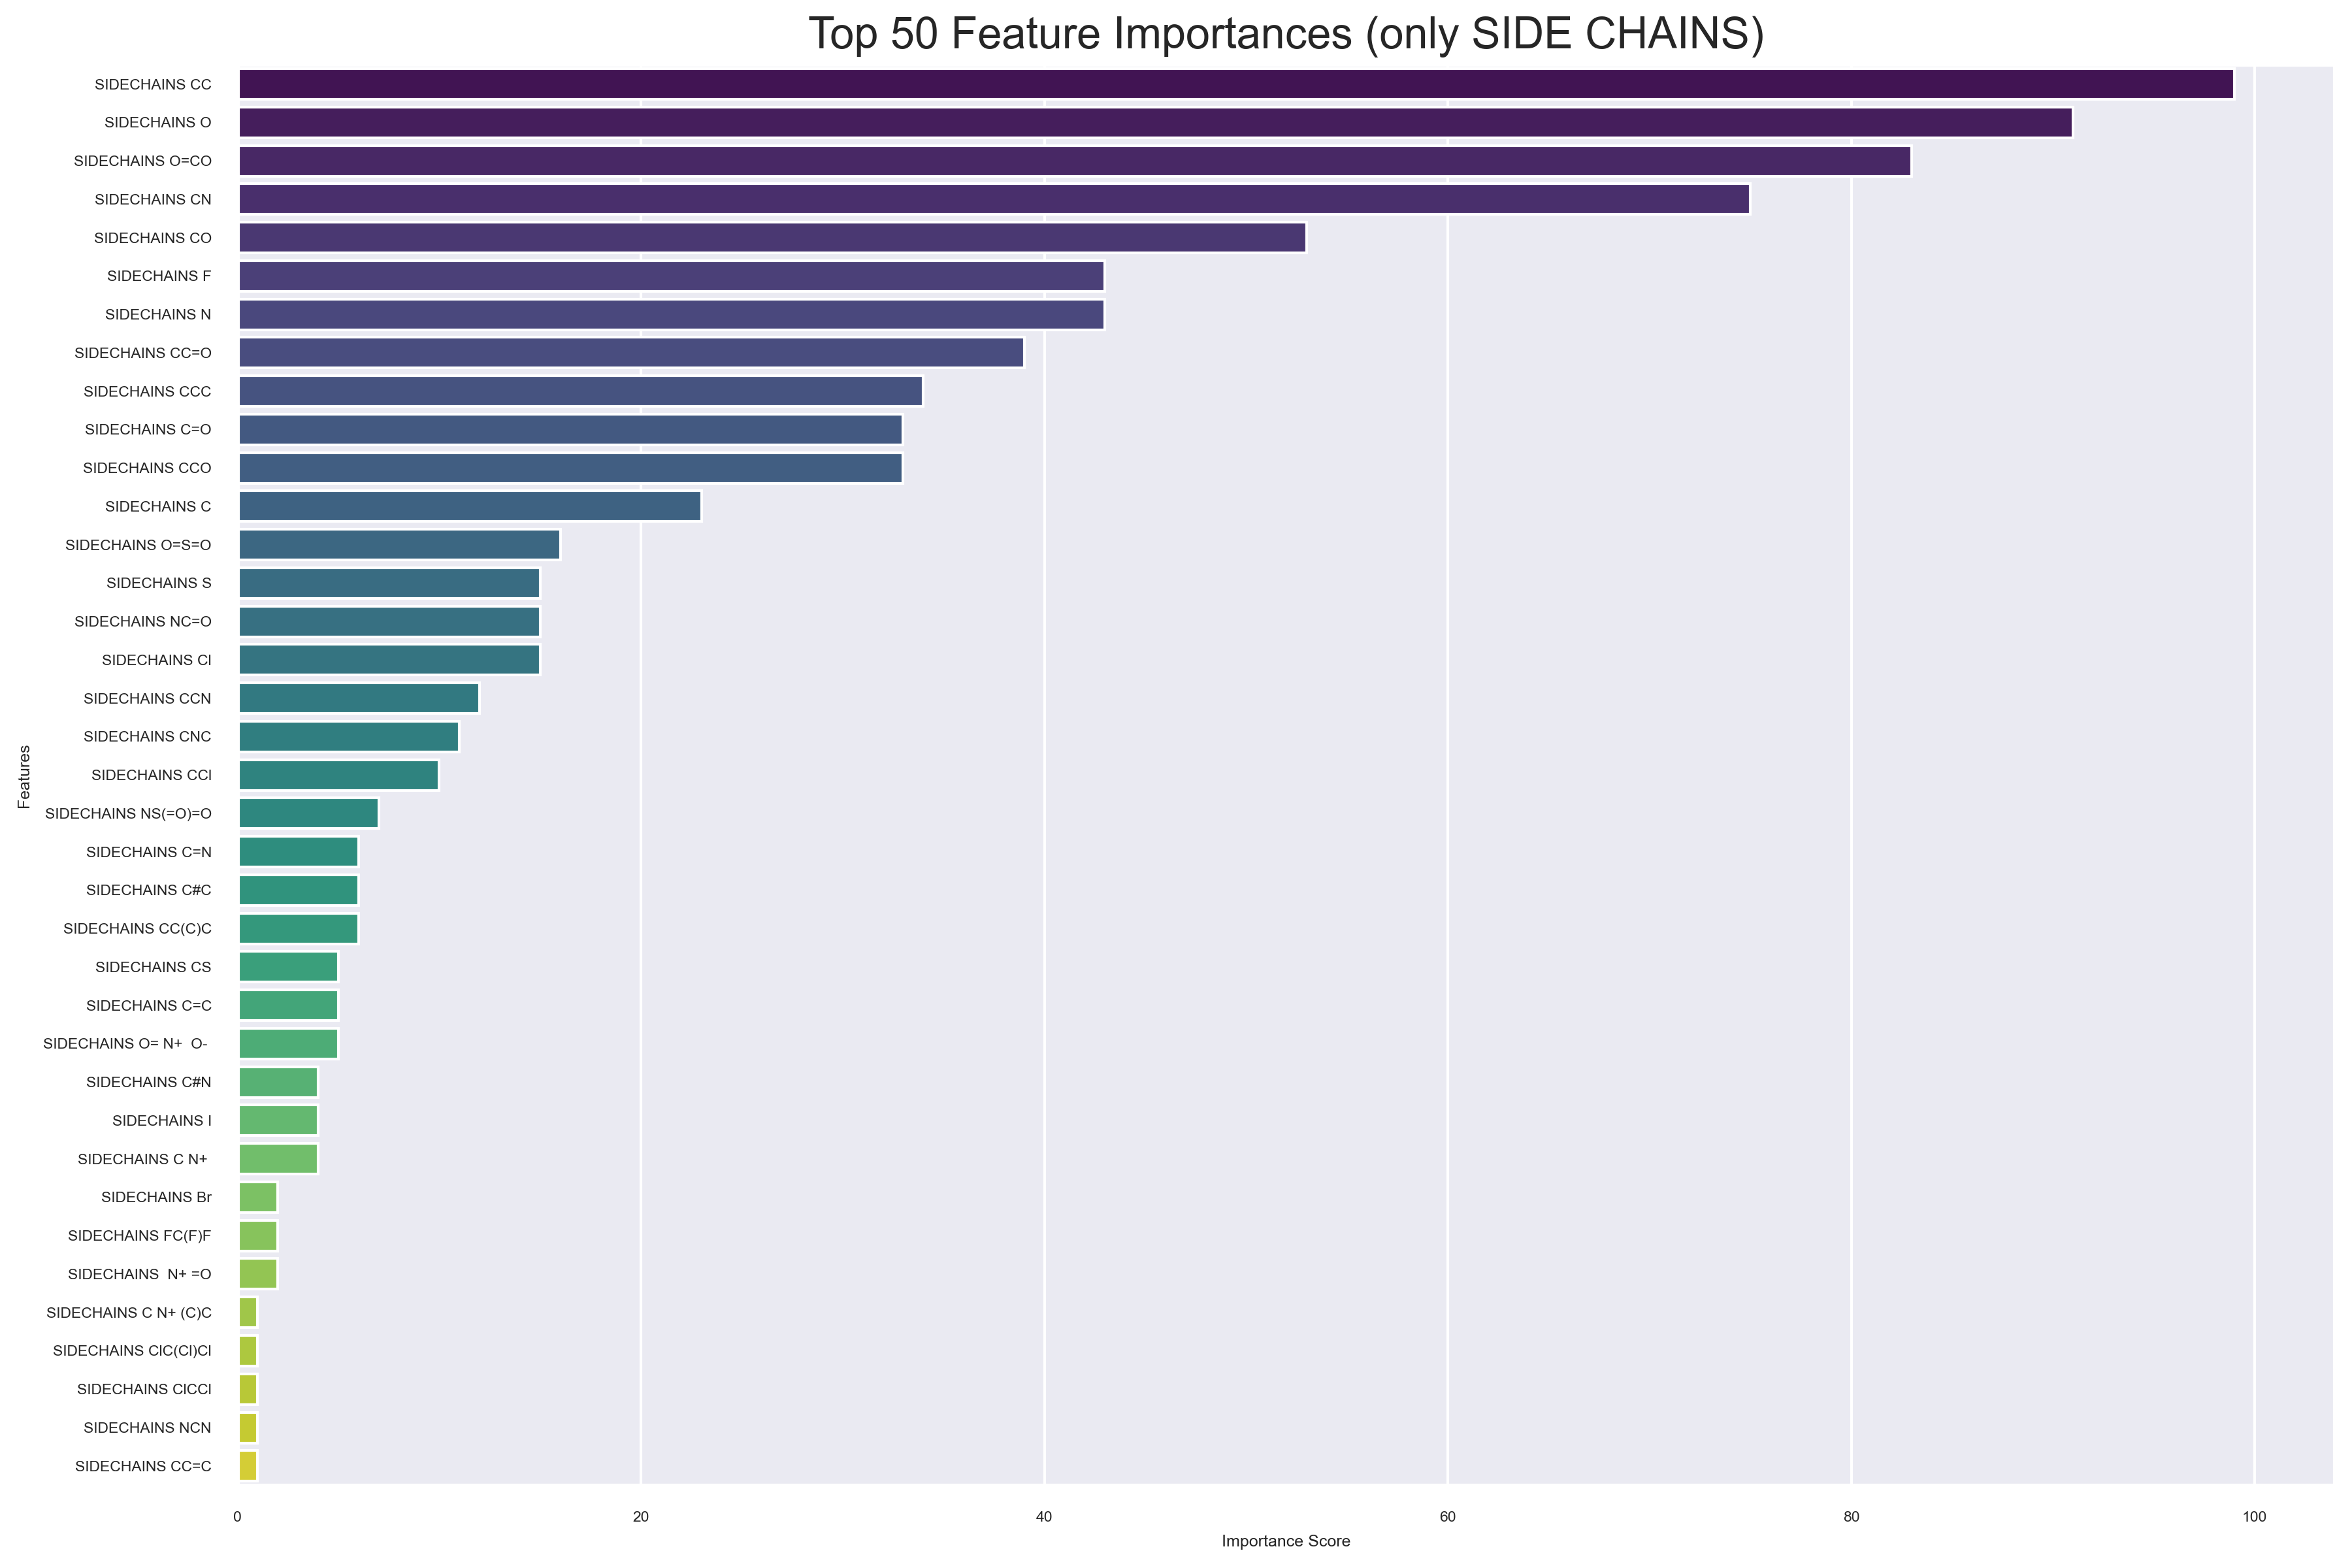 Top 50 Feature Importances (only SIDE CHAINS)
SIDECHAINS CC
SIDECHAINS O
SIDECHAINS O=CO
SIDECHAINS CN
SIDECHAINS CO
SIDECHAINS F
SIDECHAINS N
SIDECHAINS CC=O
SIDECHAINS CCC
SIDECHAINS C=O
SIDECHAINS CCO
SIDECHAINS C
SIDECHAINS O=S=O
SIDECHAINS S
SIDECHAINS NC=O
SIDECHAINS Cl
SIDECHAINS CCN
SIDECHAINS CNC
SIDECHAINS CCl
SIDECHAINS NS(=O)=O
SIDECHAINS C=N
SIDECHAINS C#C
SIDECHAINS CC(C)C
SIDECHAINS CS
SIDECHAINS C=C
SIDECHAINS O= N+  O-
SIDECHAINS C#N
SIDECHAINS I
SIDECHAINS C N+
SIDECHAINS Br
SIDECHAINS FC(F)F
SIDECHAINS  N+ =O
SIDECHAINS C N+ (C)C
SIDECHAINS ClC(Cl)Cl
SIDECHAINS ClCCl
SIDECHAINS NCN
SIDECHAINS CC=C
Features
0 20 40 60 80 100
Importance Score